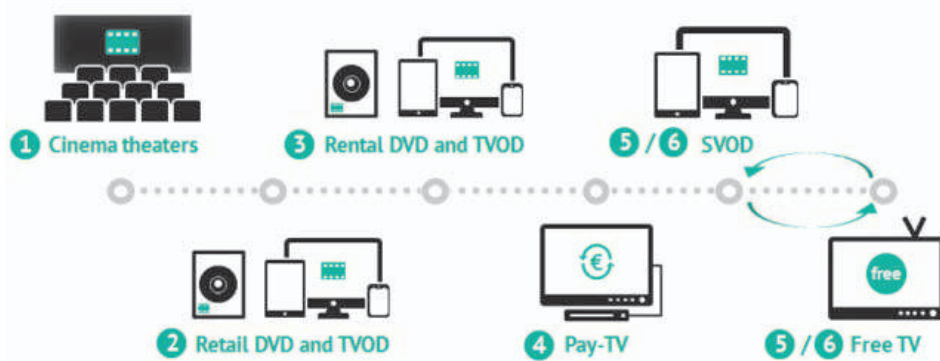 1 Cinema theaters
3 Rental DVD and TVOD
5 / 6 SVOD
2 Retail DVD and TVOD
€
4 Pay-TV
free
5 / 6 Free TV